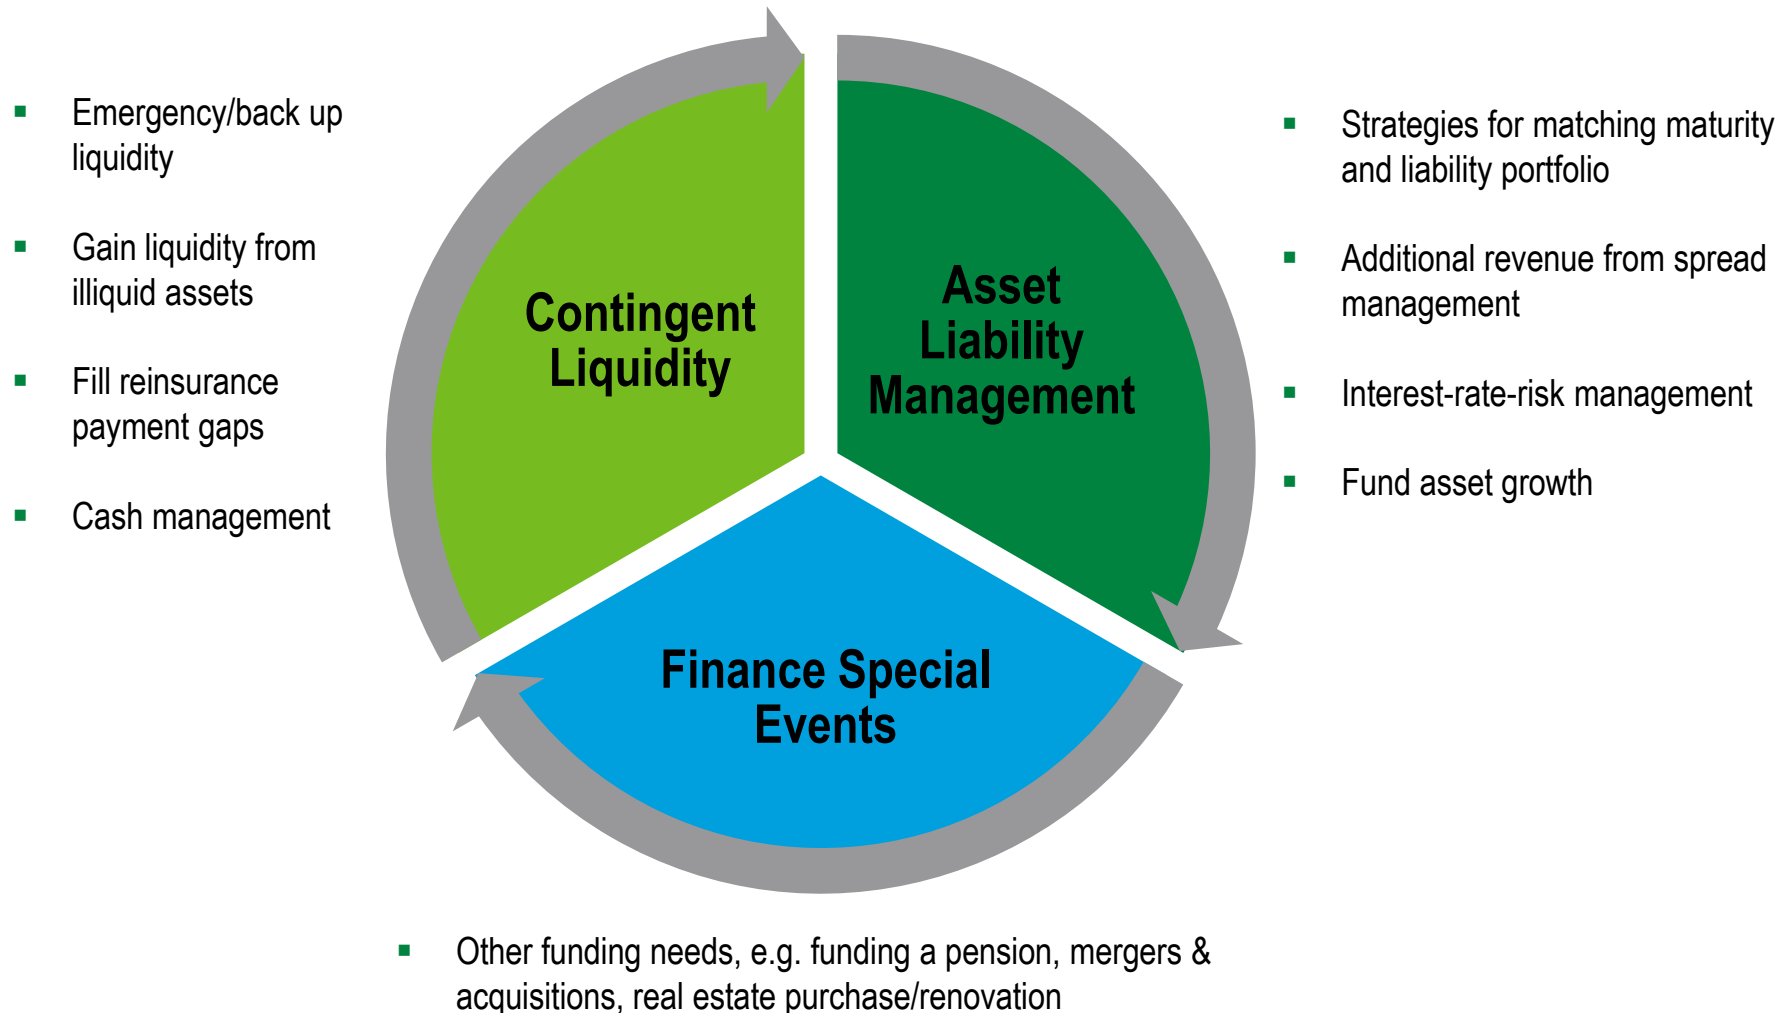 Emergency/back up
liquidity
Gain liquidity from
illiquid assets
Fill reinsurance
payment gaps
Cash management
Contingent
Liquidity
Asset
Liability
Management
Strategies for matching maturity
and liability portfolio
Additional revenue from spread
management
Interest-rate-risk management
Fund asset growth
Finance Special
Events
Other funding needs, e.g. funding a pension, mergers &
acquisitions, real estate purchase/renovation